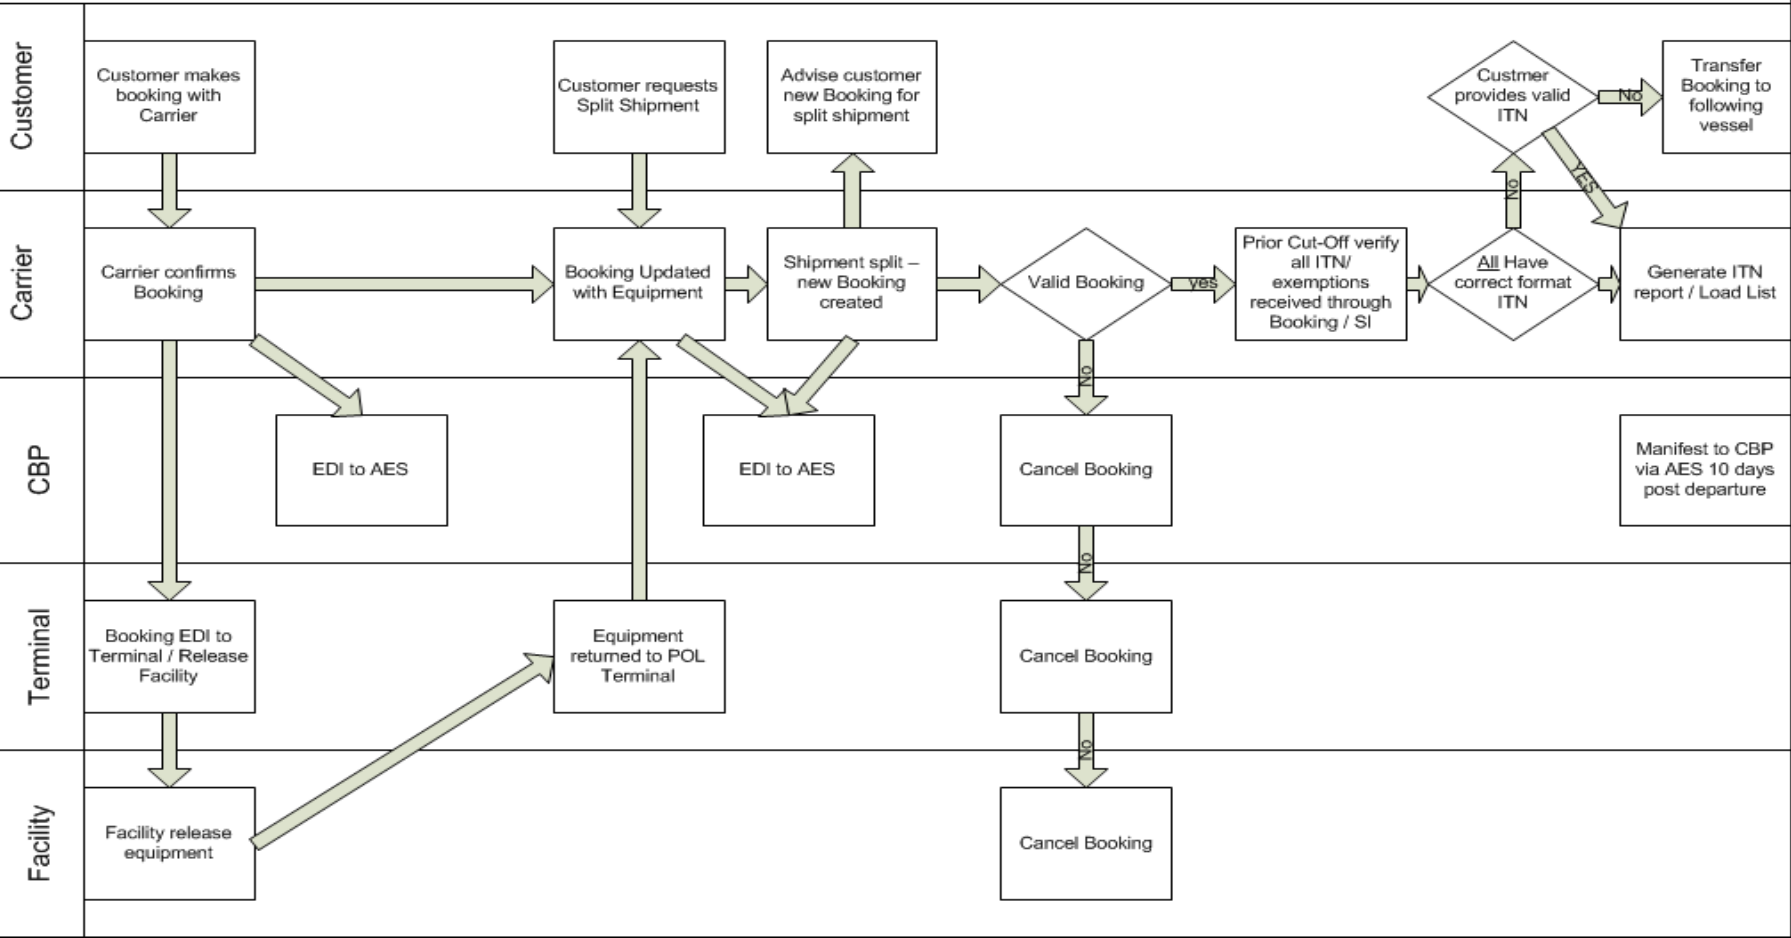 Customer
Customer makes
booking with
Carrier
Customer requests
Split Shipment
Advise customer
new Booking for
split shipment
Custmer
provides valid
ITN
No
Transfer
Booking to
following
vessel
No
YES
Carrier
Carrier confirms
Booking
Booking Updated
with Equipment
Shipment split –
new Booking
created
Valid Booking
yes
Prior Cut-Off verify
all ITN/
exemptions
received through
Booking / SI
All Have
correct format
ITN
Generate ITN
report / Load List
No
CBP
EDI to AES
EDI to AES
Cancel Booking
Manifest to CBP
via AES 10 days
post departure
No
Terminal
Booking EDI to
Terminal / Release
Facility
Equipment
returned to POL
Terminal
Cancel Booking
No
Facility
Facility release
equipment
Cancel Booking